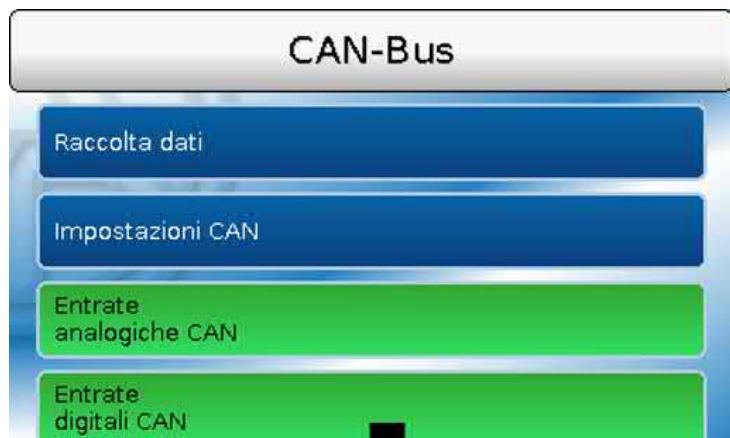 CAN-Bus
Raccolta dati
Impostazioni CAN
Entrate
analogiche CAN
Entrate
digitali CAN